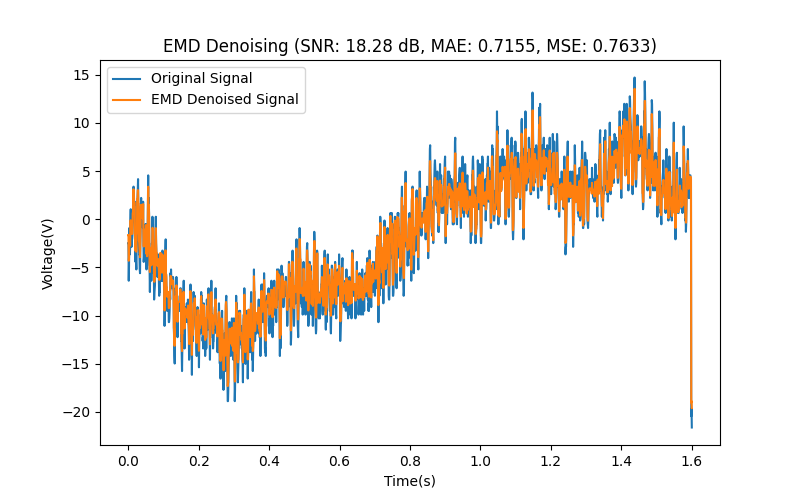 EMD Denoising (SNR: 18.28 dB, MAE: 0.7155, MSE: 0.7633)
Original Signal
EMD Denoised Signal
15
10
5
0
−5
−10
−15
−20
Voltage(V)
0.0 0.2 0.4 0.6 0.8 1.0 1.2 1.4 1.6
Time(s)